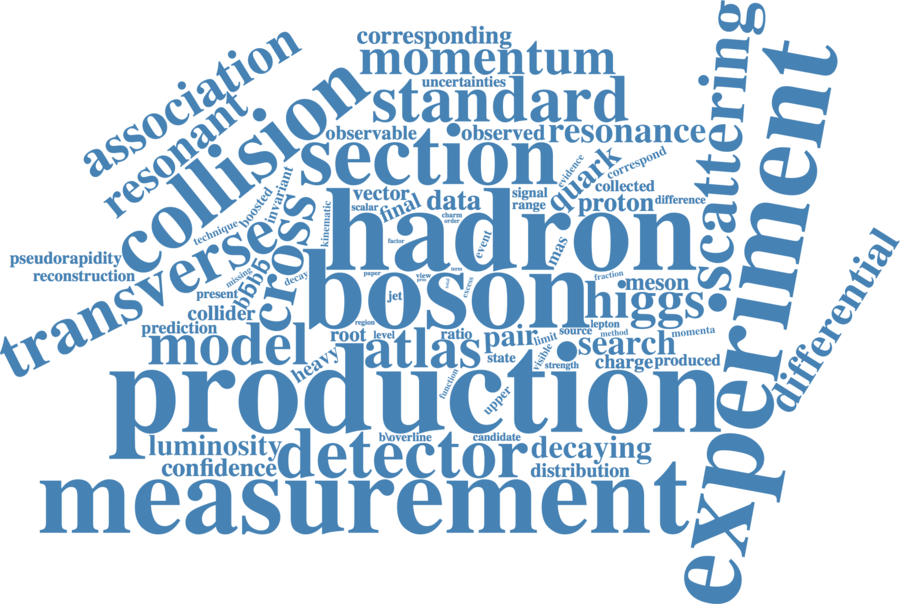 corresponding
association
momentum
uncertainties
standard
resonant
collision
observable
observed
resonance
section
scattering
experiment
invariant
boosted
technique
evidence
quark
correspond
collected
vector
scalar
final
data
signal
range
proton
difference
charm
order
kinematic
hadron
transverse
cross
factor
event
mas
pseudorapidity
reconstruction
missing
decay
paper
view
term
excess
fraction
meson
present
bbqq
boson
jet
higgs
differential
collider
prediction
region
root
level
ratio
pair
limit
source
lepton
method
momenta
model
atlas
state
visible
search
heavy
strength
charge
produced
function
upper
production
luminosity
b\overline
candidate
decaying
detector
confidence
distribution
measurement